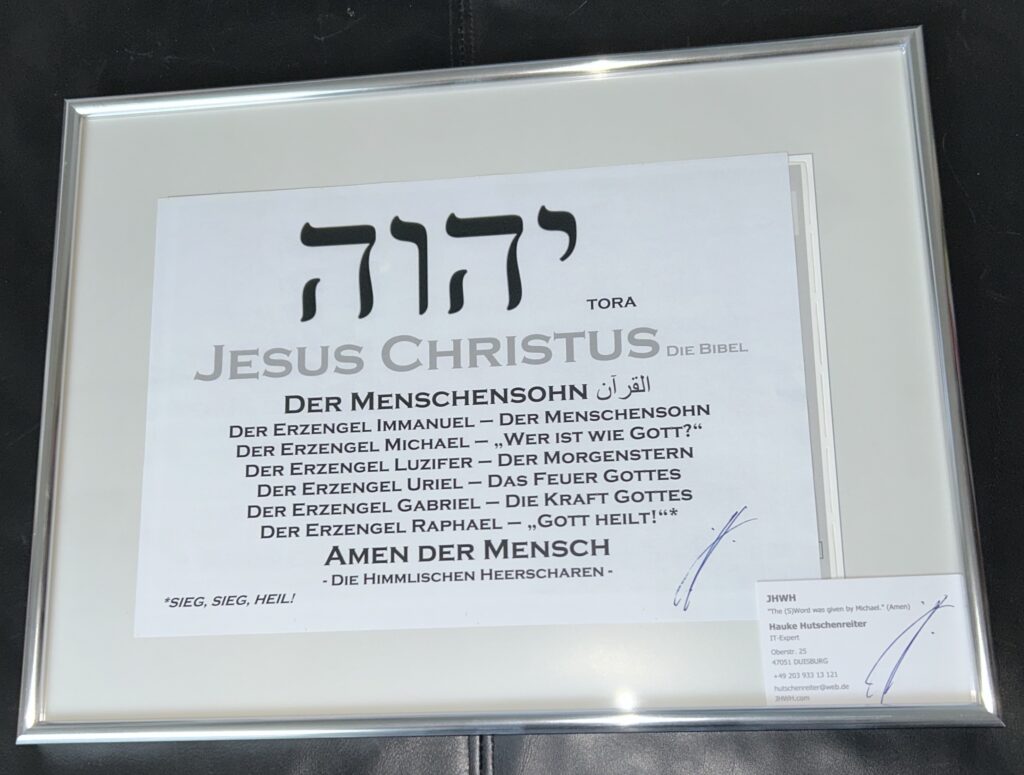 יהוה TORA
JESUS CHRISTUS DIE BIBEL
DER MENSCHENSOHN القرآن
DER ERZENGEL IMMANUEL – DER MENSCHENSOHN
DER ERZENGEL MICHAEL – „WER IST WIE GOTT?“
DER ERZENGEL LUZIFER – DER MORGENSTERN
DER ERZENGEL URIEL – DAS FEUER GOTTES
DER ERZENGEL GABRIEL – DIE KRAFT GOTTES
DER ERZENGEL RAPHAEL – „GOTT HEILT!“*
AMEN DER MENSCH
- DIE HIMMLISCHEN HEERSCHAREN -
*SIEG, SIEG, HEIL!
JHWH
"The (S)Word was given by Michael." (Amen)
Hauke Hutschenreiter
IT-Expert
Oberstr. 25
47051 DUISBURG
+49 203 933 13 121
hutschenreiter@web.de
JHWH.com